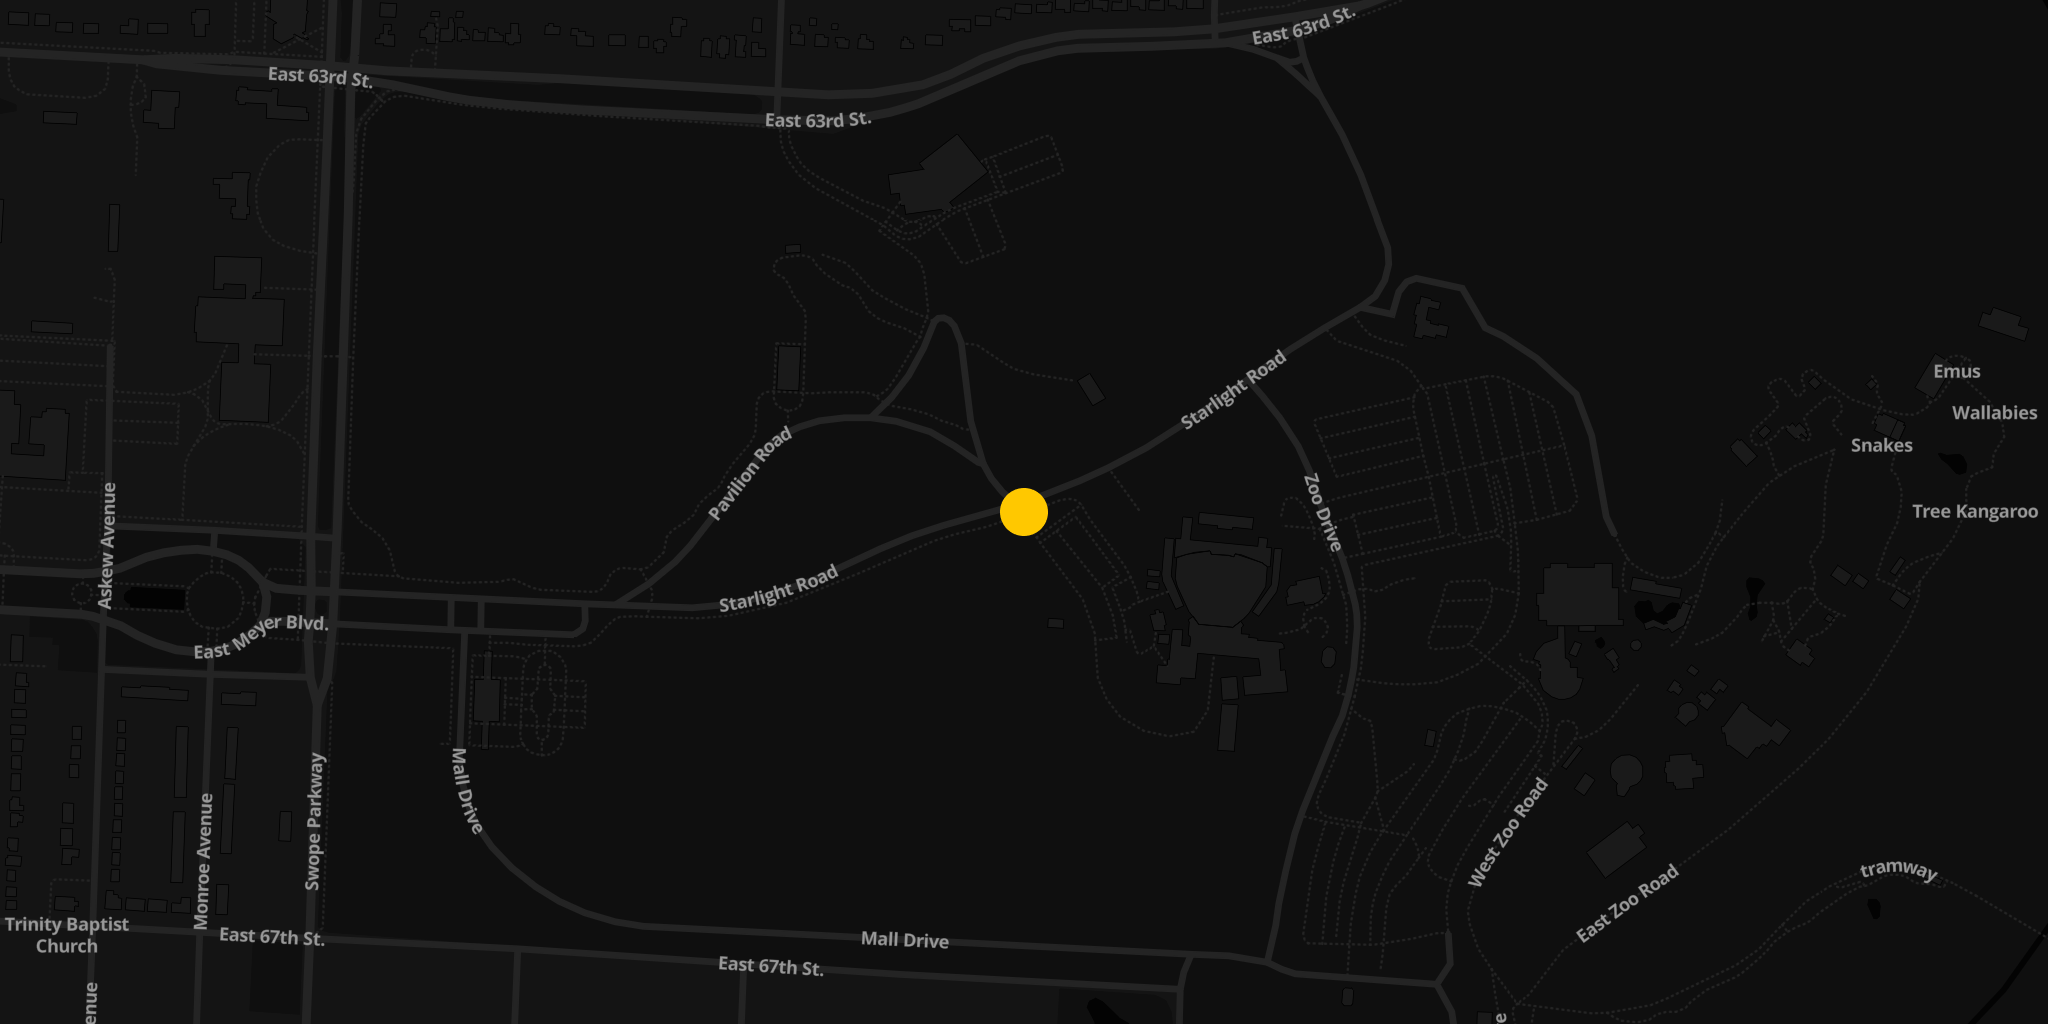 East 63rd St.
East 63rd St.
East 63rd St.
Starlight Road
Emus
Wallabies
Snakes
Pavilion Road
Zoo Drive
Tree Kangaroo
Askew Avenue
Starlight Road
East Meyer Blvd.
Mall Drive
Swope Parkway
Monroe Avenue
West Zoo Road
tramway
East Zoo Road
Trinity Baptist
Church
East 67th St.
Mall Drive
East 67th St.
enue
e